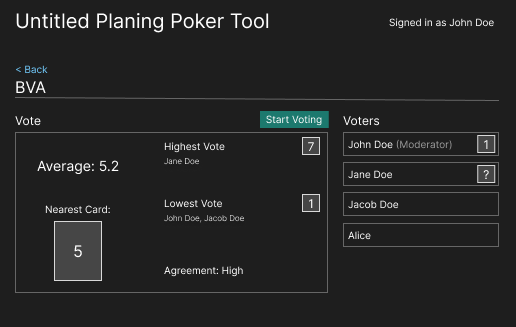 Untitled Planing Poker Tool
Signed in as John Doe
< Back
BVA
Vote
Start Voting
Average: 5.2
Nearest Card:
5
Highest Vote
7
Jane Doe
Lowest Vote
1
John Doe, Jacob Doe
Agreement: High
Voters
John Doe (Moderator)
1
Jane Doe
?
Jacob Doe
Alice